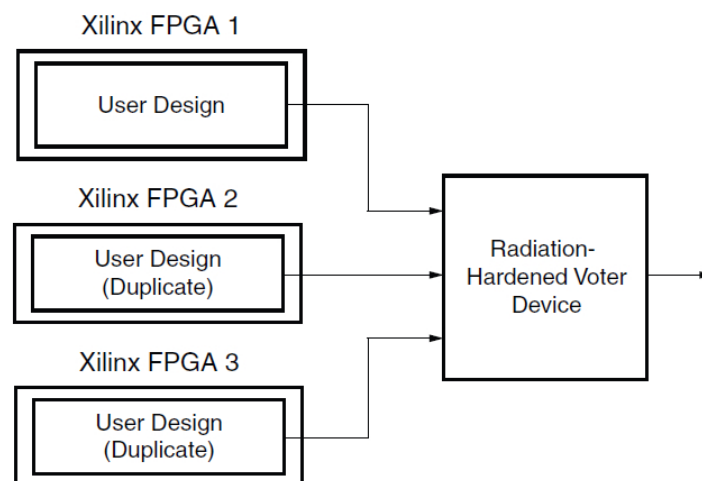 Xilinx FPGA 1
User Design
Xilinx FPGA 2
User Design
(Duplicate)
Xilinx FPGA 3
User Design
(Duplicate)
Radiation-
Hardened Voter
Device